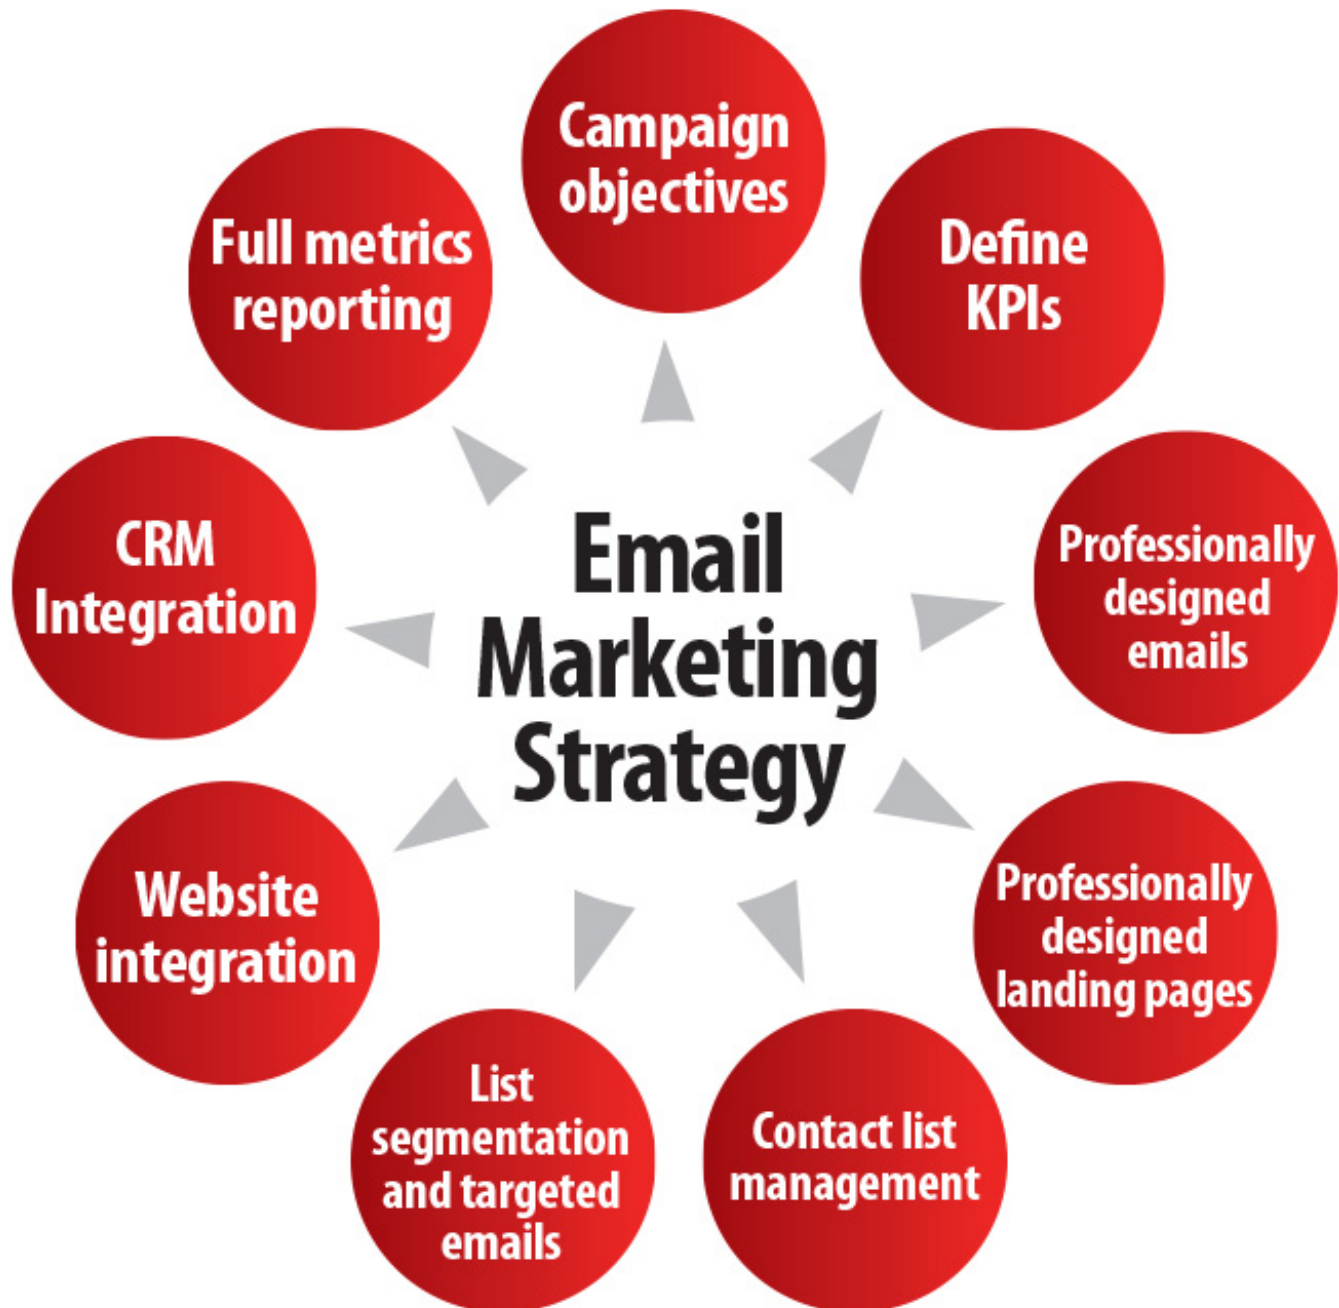 Campaign
objectives
Define
KPIs
Professionally
designed
emails
Professionally
designed
landing pages
Contact list
management
List
segmentation
and targeted
emails
Website
integration
CRM
Integration
Full metrics
reporting
Email
Marketing
Strategy